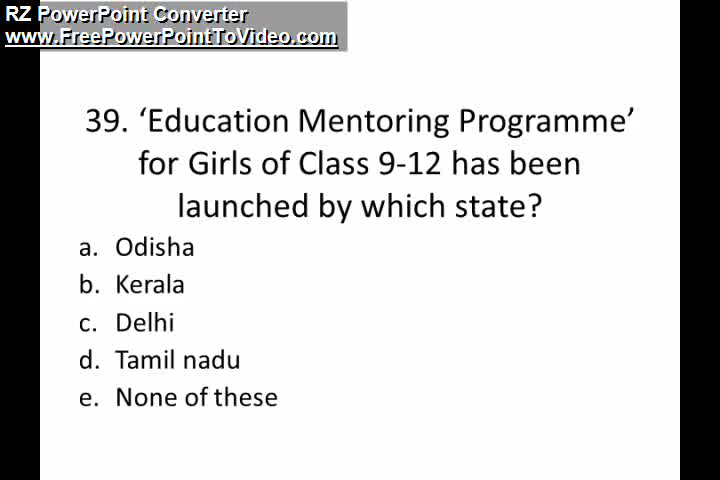 RZ PowerPoint Converter
www.FreePowerPointToVideo.com
39. ‘Education Mentoring Programme’
for Girls of Class 9-12 has been
launched by which state?
a. Odisha
b. Kerala
c. Delhi
d. Tamil nadu
e. None of these